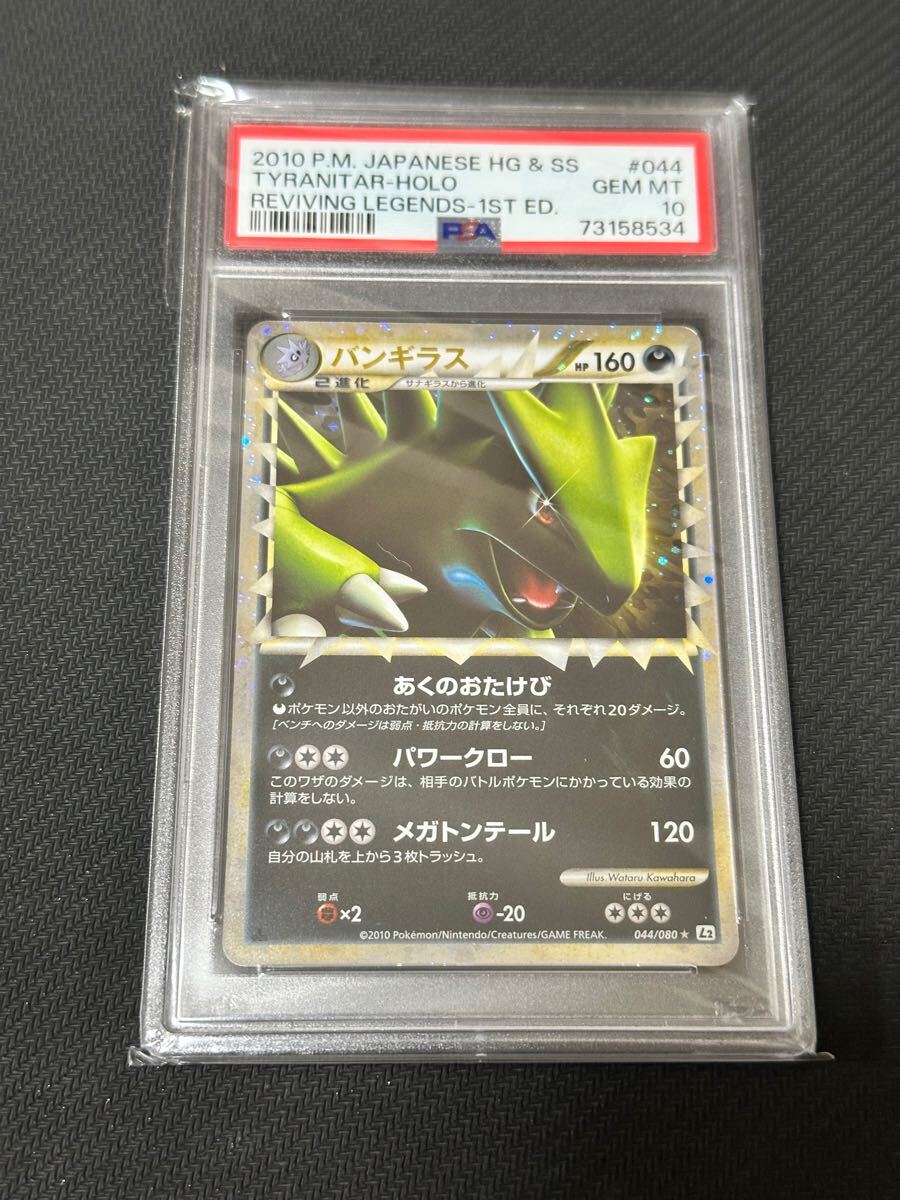 2010 P.M. JAPANESE HG & SS #044
TYRANITAR-HOLO GEM MT
REVIVING LEGENDS-1ST ED. 10
PSA 73158534
バンギラス HP 160
2進化 サナギラスから進化
あくのおたけび
ポケモン以外のおたがいのポケモン全員に、それぞれ20ダメージ。
[ベンチへのダメージは弱点・抵抗力の計算をしない。]
パワークロー 60
このワザのダメージは、相手のバトルポケモンにかかっている効果の
計算をしない。
メガトンテール 120
自分の山札を上から3枚トラッシュ。
Illus. Wataru Kawahara
弱点 抵抗力 にげる
×2 -20
©2010 Pokémon/Nintendo/Creatures/GAME FREAK. 044/080 ★ L2